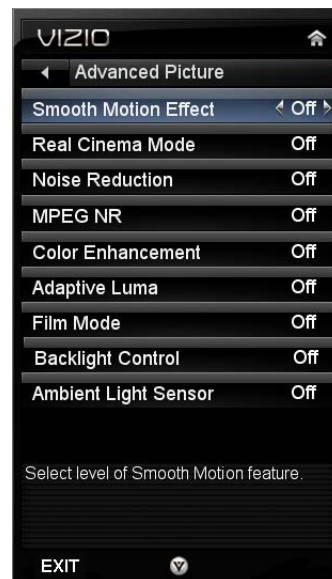 VIZIO
Advanced Picture
Smooth Motion Effect Off
Real Cinema Mode Off
Noise Reduction Off
MPEG NR Off
Color Enhancement Off
Adaptive Luma Off
Film Mode Off
Backlight Control Off
Ambient Light Sensor Off
Select level of Smooth Motion feature.
EXIT